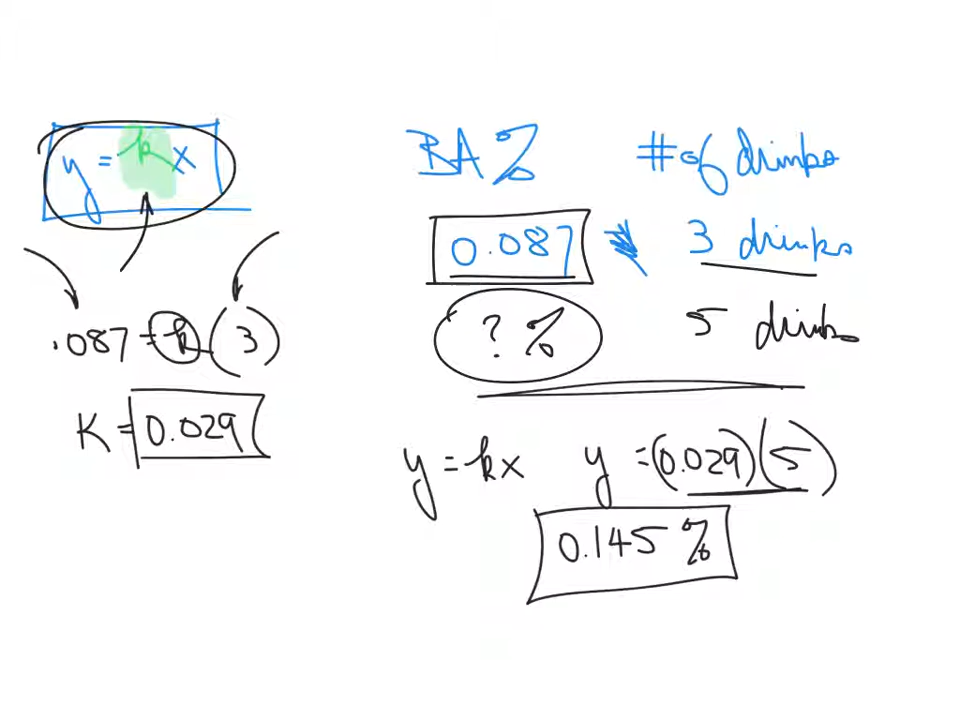 y = kx
.087 = k(3)
K = 0.029
BA% # of drinks
0.087 3 drinks
? % 5 drinks
y = kx y = (0.029)(5)
0.145 %